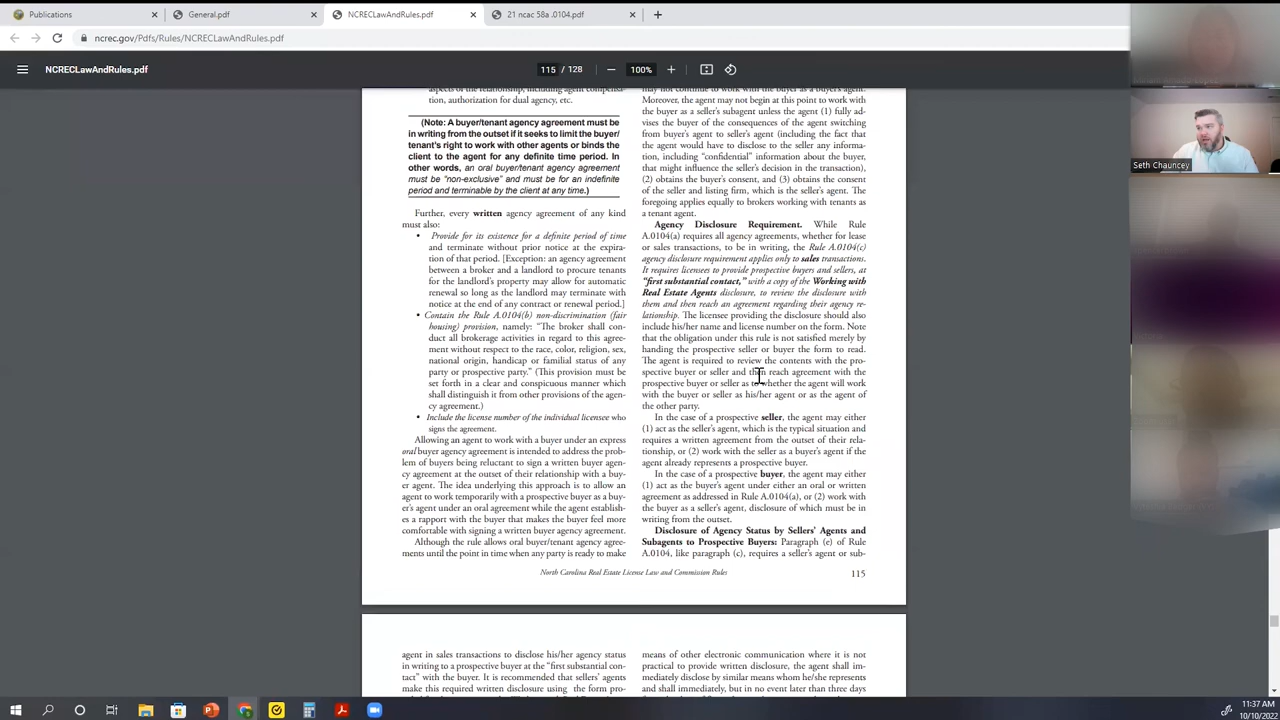 Publications
General.pdf
NCRECLawAndRules.pdf
21 ncac 58a .0104.pdf
ncrec.gov/Pdfs/Rules/NCRECLawAndRules.pdf
NCRECLawAndRules.pdf
115 / 128
100%
aspects of the relationship, including agent compensa-
tion, authorization for dual agency, etc.
(Note: A buyer/tenant agency agreement must be
in writing from the outset if it seeks to limit the buyer/
tenant's right to work with other agents or binds the
client to the agent for any definite time period. In
other words, an oral buyer/tenant agency agreement
must be "non-exclusive" and must be for an indefinite
period and terminable by the client at any time.)
Further, every written agency agreement of any kind
must also:
• Provide for its existence for a definite period of time
and terminate without prior notice at the expira-
tion of that period. [Exception: an agency agreement
between a broker and a landlord to procure tenants
for the landlord's property may allow for automatic
renewal so long as the landlord may terminate with
notice at the end of any contract or renewal period.]
• Contain the Rule A.0104(b) non-discrimination (fair
housing) provision, namely: "The broker shall con-
duct all brokerage activities in regard to this agree-
ment without respect to the race, color, religion, sex,
national origin, handicap or familial status of any
party or prospective party." (This provision must be
set forth in a clear and conspicuous manner which
shall distinguish it from other provisions of the agen-
cy agreement.)
• Include the license number of the individual licensee who
signs the agreement.
Allowing an agent to work with a buyer under an express
oral buyer agency agreement is intended to address the prob-
lem of buyers being reluctant to sign a written buyer agen-
cy agreement at the outset of their relationship with a buy-
er agent. The idea underlying this approach is to allow an
agent to work temporarily with a prospective buyer as a buy-
er's agent under an oral agreement while the agent establish-
es a rapport with the buyer that makes the buyer feel more
comfortable with signing a written buyer agency agreement.
Although the rule allows oral buyer/tenant agency agree-
ments until the point in time when any party is ready to make
may not continue to work with the buyer as a buyer's agent.
Moreover, the agent may not begin at this point to work with
the buyer as a seller's subagent unless the agent (1) fully ad-
vises the buyer of the consequences of the agent switching
from buyer's agent to seller's agent (including the fact that
the agent would have to disclose to the seller any informa-
tion, including "confidential" information about the buyer,
that might influence the seller's decision in the transaction),
(2) obtains the buyer's consent, and (3) obtains the consent
of the seller and listing firm, which is the seller's agent. The
foregoing applies equally to brokers working with tenants as
a tenant agent.
Agency Disclosure Requirement. While Rule
A.0104(a) requires all agency agreements, whether for lease
or sales transactions, to be in writing, the Rule A.0104(c)
agency disclosure requirement applies only to sales transactions.
It requires licensees to provide prospective buyers and sellers, at
"first substantial contact," with a copy of the Working with
Real Estate Agents disclosure, to review the disclosure with
them and then reach an agreement regarding their agency re-
lationship. The licensee providing the disclosure should also
include his/her name and license number on the form. Note
that the obligation under this rule is not satisfied merely by
handing the prospective seller or buyer the form to read.
The agent is required to review the contents with the pro-
spective buyer or seller and then reach agreement with the
prospective buyer or seller as to whether the agent will work
with the buyer or seller as his/her agent or as the agent of
the other party.
In the case of a prospective seller, the agent may either
(1) act as the seller's agent, which is the typical situation and
requires a written agreement from the outset of their rela-
tionship, or (2) work with the seller as a buyer's agent if the
agent already represents a prospective buyer.
In the case of a prospective buyer, the agent may either
(1) act as the buyer's agent under either an oral or written
agreement as addressed in Rule A.0104(a), or (2) work with
the buyer as a seller's agent, disclosure of which must be in
writing from the outset.
Disclosure of Agency Status by Sellers' Agents and
Subagents to Prospective Buyers: Paragraph (e) of Rule
A.0104, like paragraph (c), requires a seller's agent or sub-
North Carolina Real Estate License Law and Commission Rules
115
agent in sales transactions to disclose his/her agency status
in writing to a prospective buyer at the "first substantial con-
tact" with the buyer. It is recommended that sellers' agents
make this required written disclosure using the form pro-
means of other electronic communication where it is not
practical to provide written disclosure, the agent shall im-
mediately disclose by similar means whom he/she represents
and shall immediately, but in no event later than three days
Seth Chauncey
11:37 AM
10/10/2022